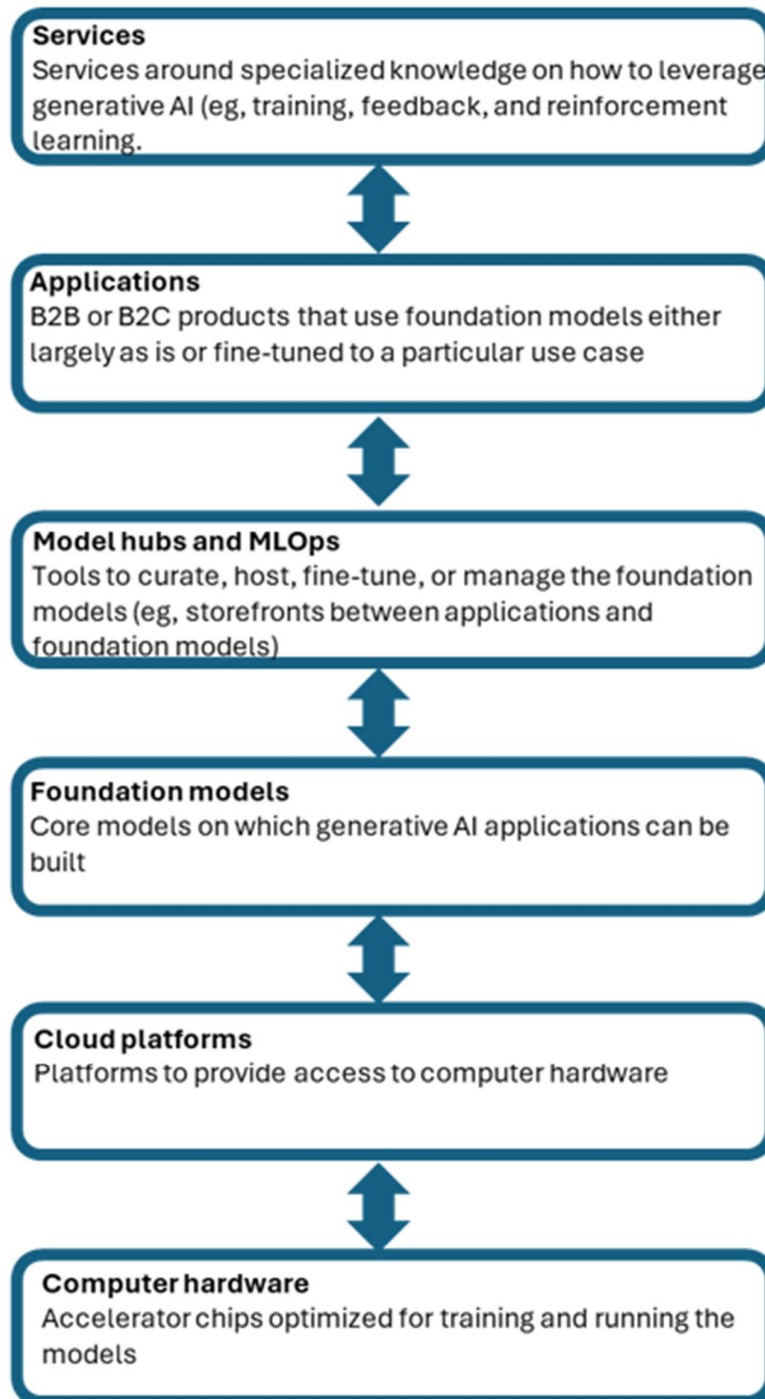 Services
Services around specialized knowledge on how to leverage
generative AI (eg, training, feedback, and reinforcement
learning.
Applications
B2B or B2C products that use foundation models either
largely as is or fine-tuned to a particular use case
Model hubs and MLOps
Tools to curate, host, fine-tune, or manage the foundation
models (eg, storefronts between applications and
foundation models)
Foundation models
Core models on which generative AI applications can be
built
Cloud platforms
Platforms to provide access to computer hardware
Computer hardware
Accelerator chips optimized for training and running the
models